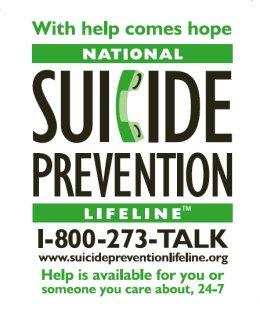 With help comes hope
NATIONAL
SUICIDE
PREVENTION
LIFELINE™
1-800-273-TALK
www.suicidepreventionlifeline.org
Help is available for you or
someone you care about, 24-7